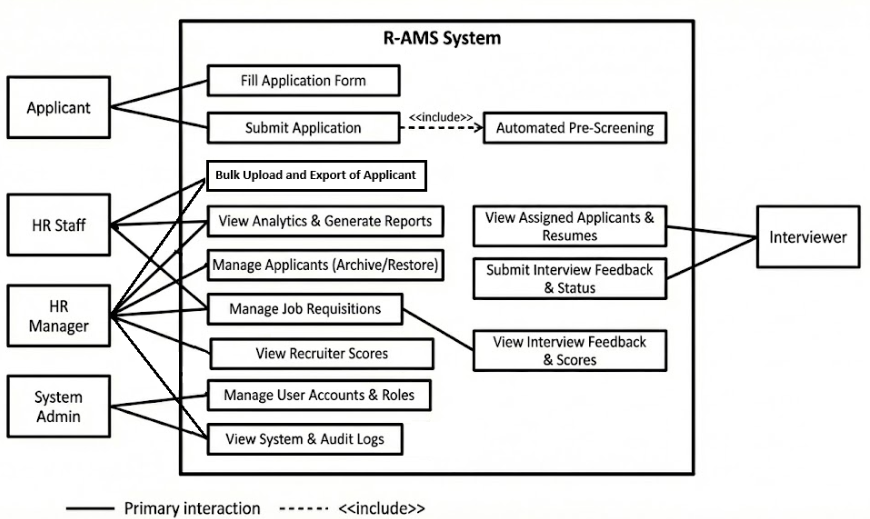 R-AMS System
Applicant
Fill Application Form
Submit Application
<<include>>
Automated Pre-Screening
Bulk Upload and Export of Applicant
HR Staff
View Analytics & Generate Reports
Manage Applicants (Archive/Restore)
HR
Manager
Manage Job Requisitions
View Recruiter Scores
System
Admin
Manage User Accounts & Roles
View System & Audit Logs
View Assigned Applicants &
Resumes
Submit Interview Feedback
& Status
View Interview Feedback
& Scores
Interviewer
Primary interaction
<<include>>